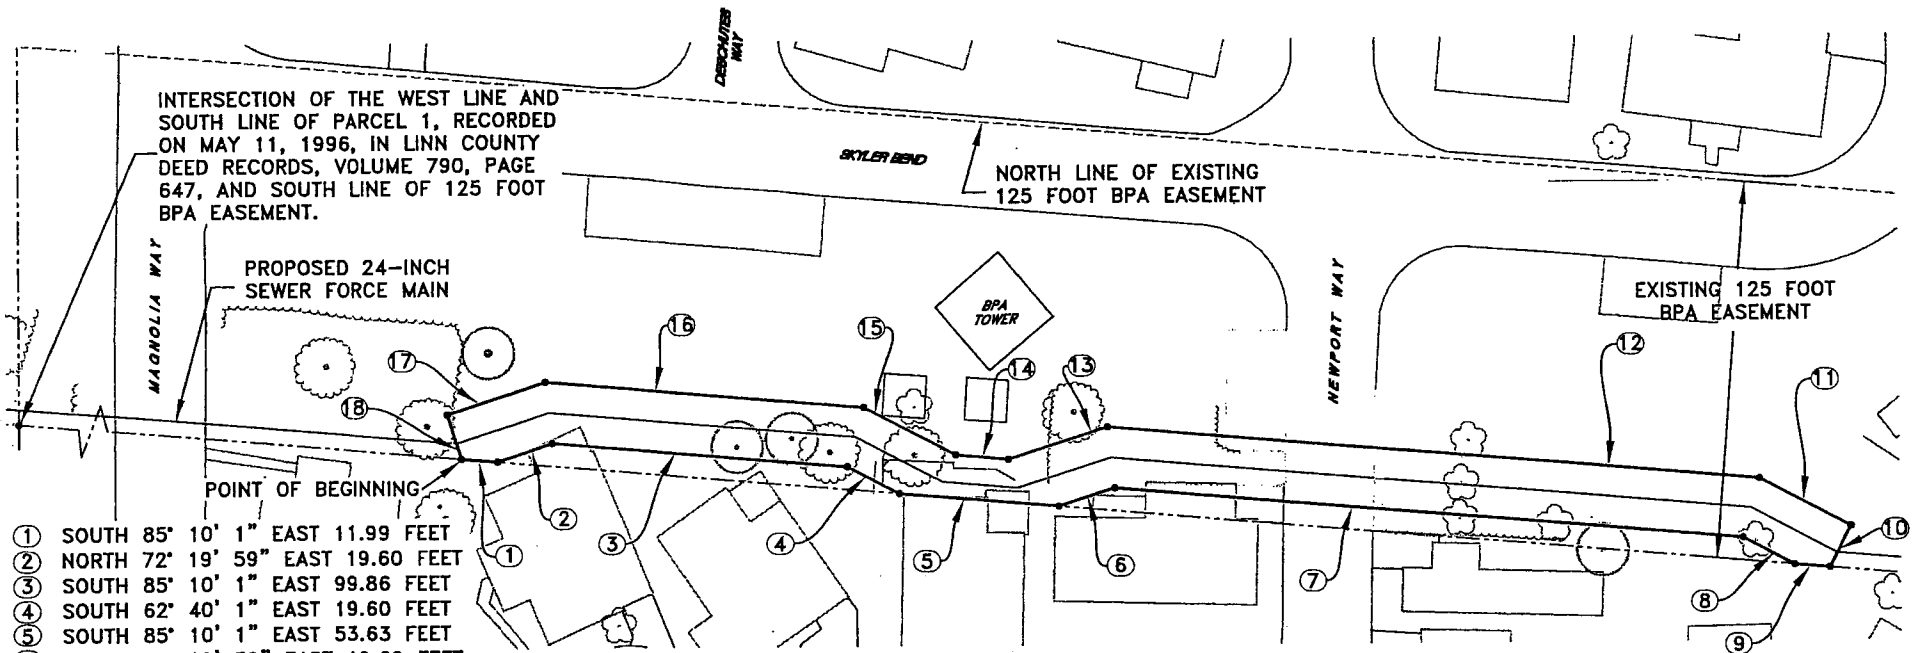 DESCHUTES
WAY
INTERSECTION OF THE WEST LINE AND
SOUTH LINE OF PARCEL 1, RECORDED
ON MAY 11, 1996, IN LINN COUNTY
DEED RECORDS, VOLUME 790, PAGE
647, AND SOUTH LINE OF 125 FOOT
BPA EASEMENT.
SKYLER BEND
NORTH LINE OF EXISTING
125 FOOT BPA EASEMENT
MAGNOLIA WAY
PROPOSED 24-INCH
SEWER FORCE MAIN
BPA
TOWER
NEWPORT WAY
EXISTING 125 FOOT
BPA EASEMENT
17
16
15
14
13
12
11
18
10
POINT OF BEGINNING
1
2
3
4
5
6
7
8
9
1 SOUTH 85° 10' 1" EAST 11.99 FEET
2 NORTH 72° 19' 59" EAST 19.60 FEET
3 SOUTH 85° 10' 1" EAST 99.86 FEET
4 SOUTH 62° 40' 1" EAST 19.60 FEET
5 SOUTH 85° 10' 1" EAST 53.63 FEET